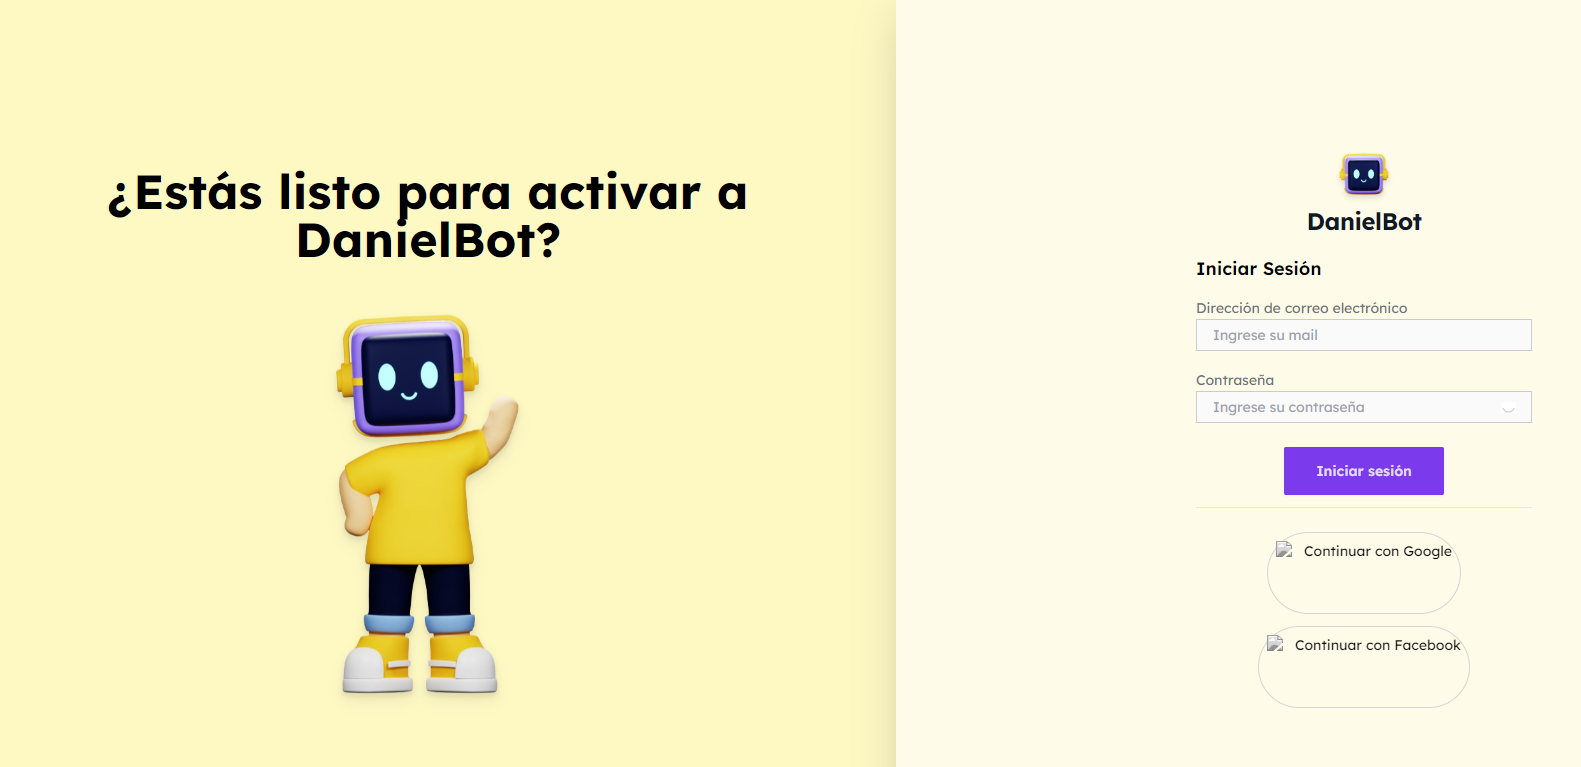 ¿Estás listo para activar a
DanielBot?
DanielBot
Iniciar Sesión
Dirección de correo electrónico
Ingrese su mail
Contraseña
Ingrese su contraseña
Iniciar sesión
Continuar con Google
Continuar con Facebook